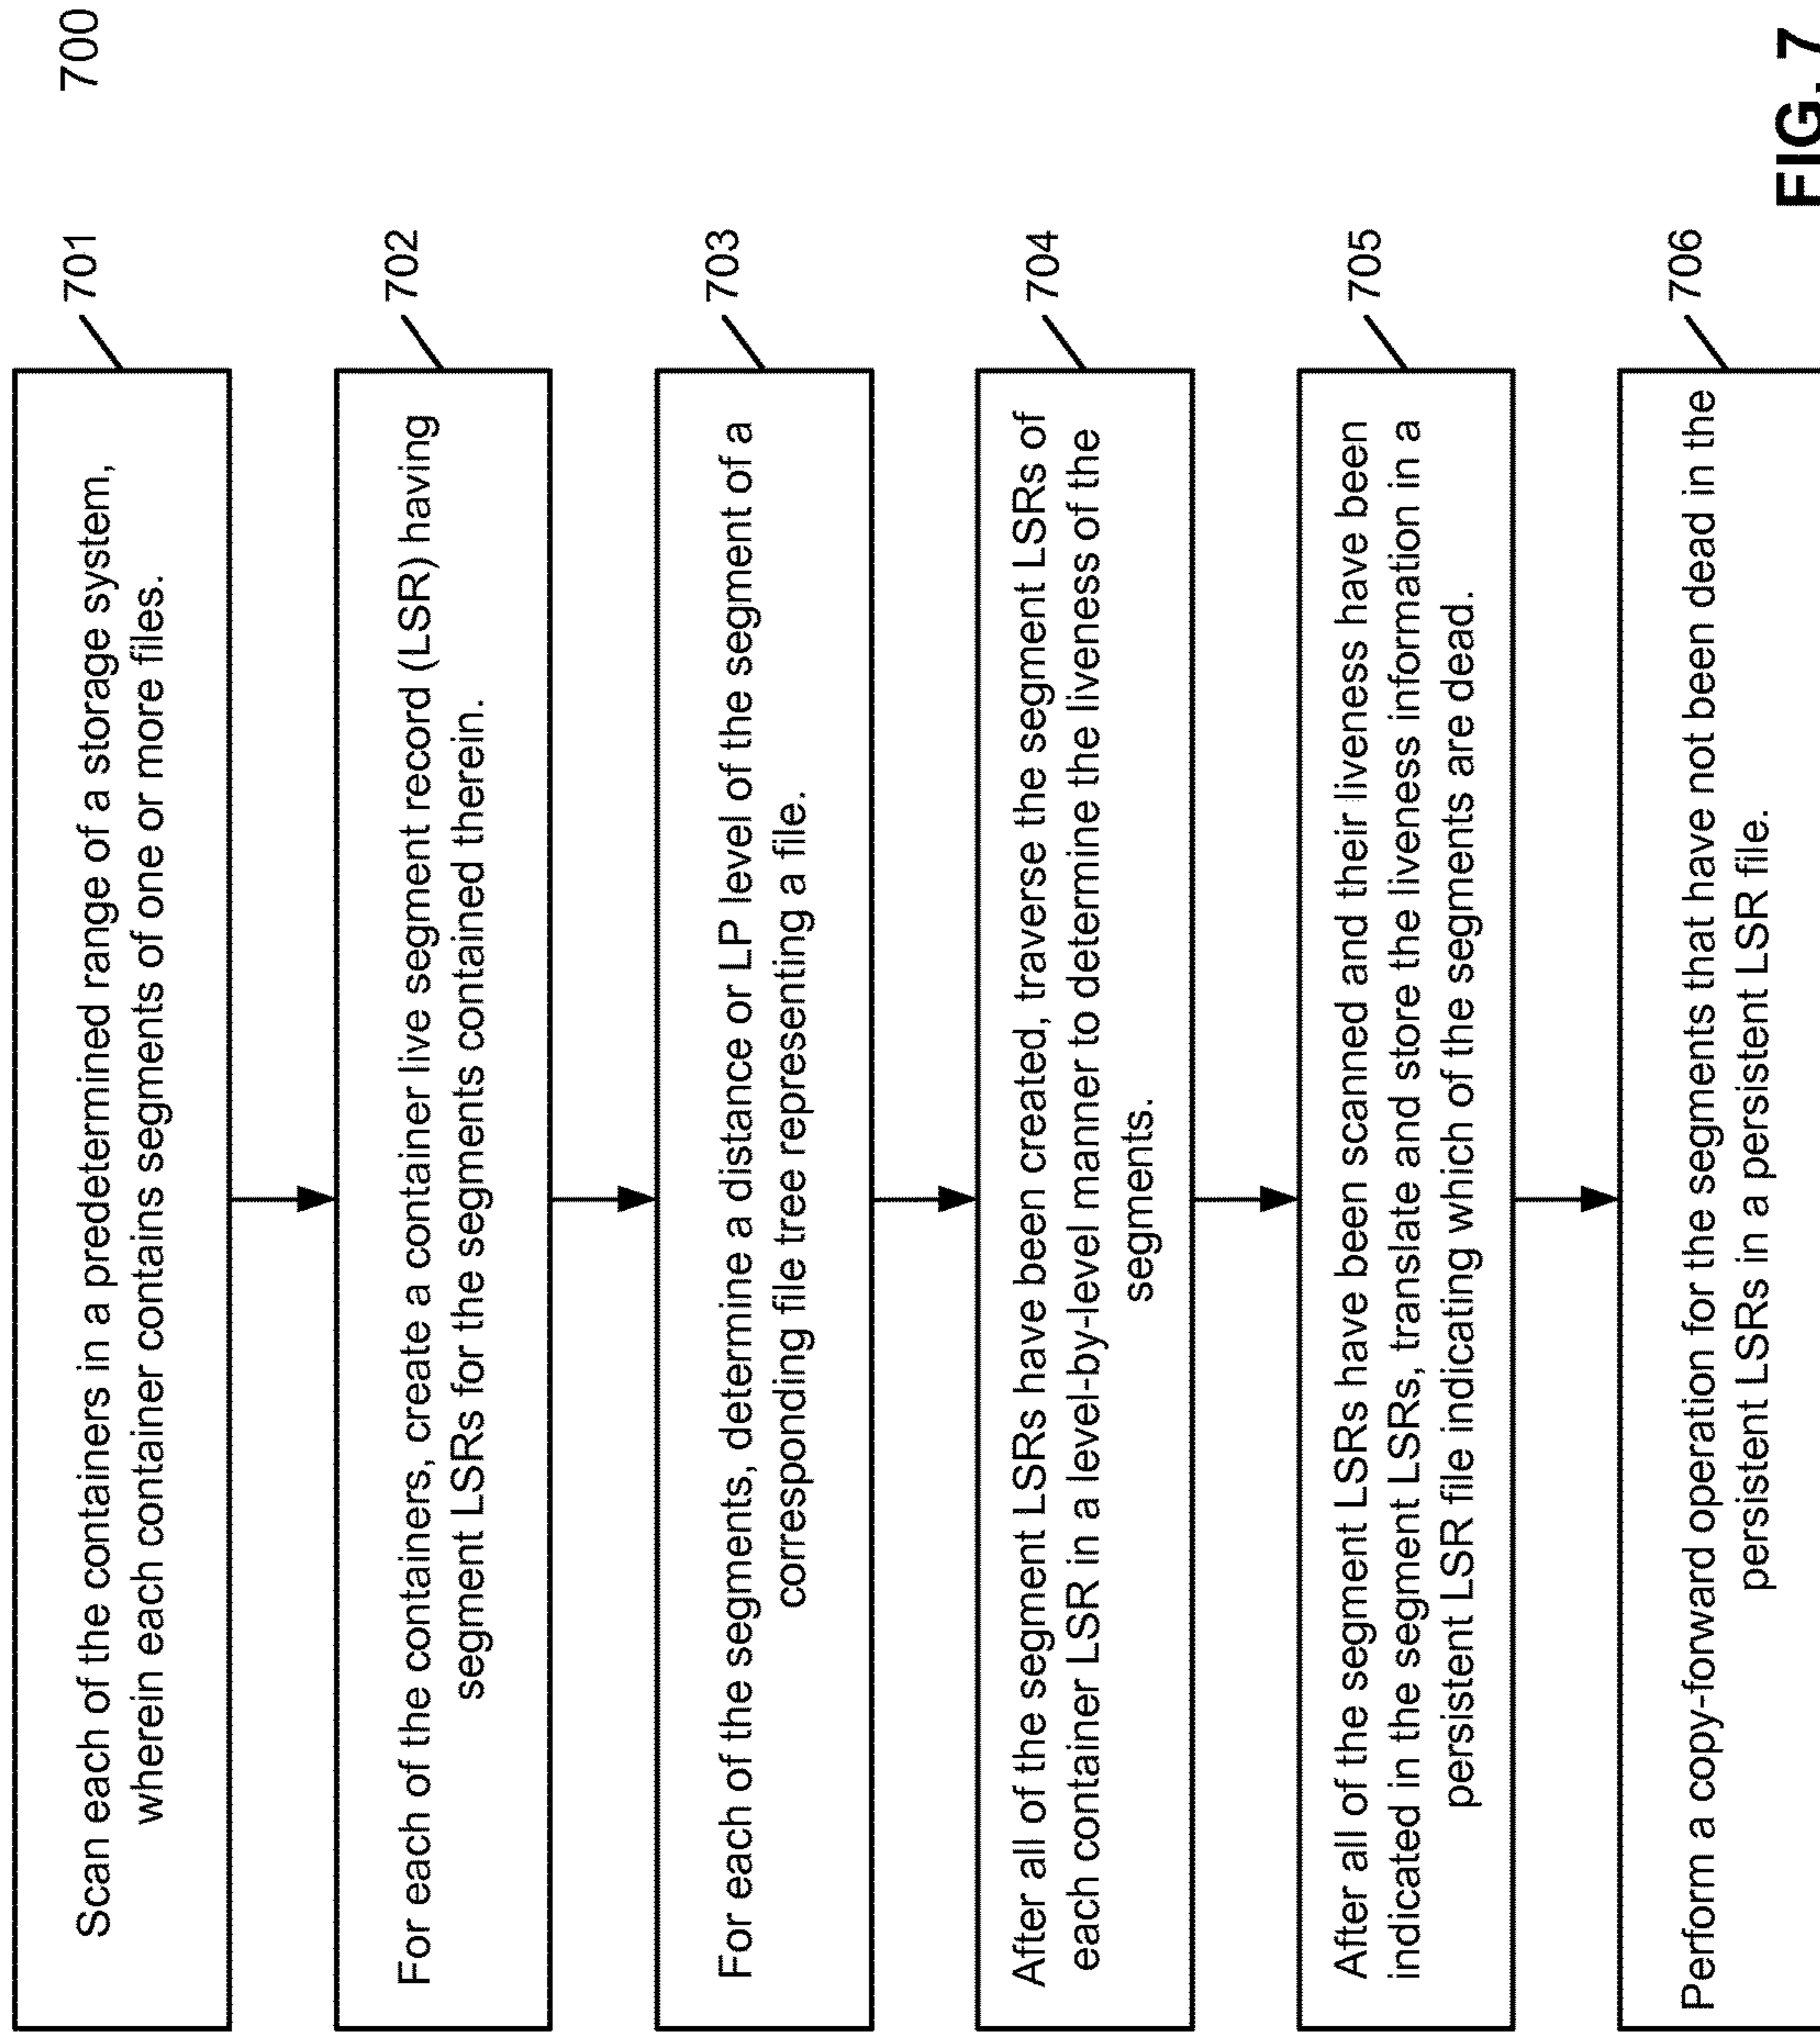 700
701
Scan each of the containers in a predetermined range of a storage system,
wherein each container contains segments of one or more files.
702
For each of the containers, create a container live segment record (LSR) having
segment LSRs for the segments contained therein.
703
For each of the segments, determine a distance or LP level of the segment of a
corresponding file tree representing a file.
704
After all of the segment LSRs have been created, traverse the segment LSRs of
each container LSR in a level-by-level manner to determine the liveness of the
segments.
705
After all of the segment LSRs have been scanned and their liveness have been
indicated in the segment LSRs, translate and store the liveness information in a
persistent LSR file indicating which of the segments are dead.
706
Perform a copy-forward operation for the segments that have not been dead in the
persistent LSRs in a persistent LSR file.
FIG. 7